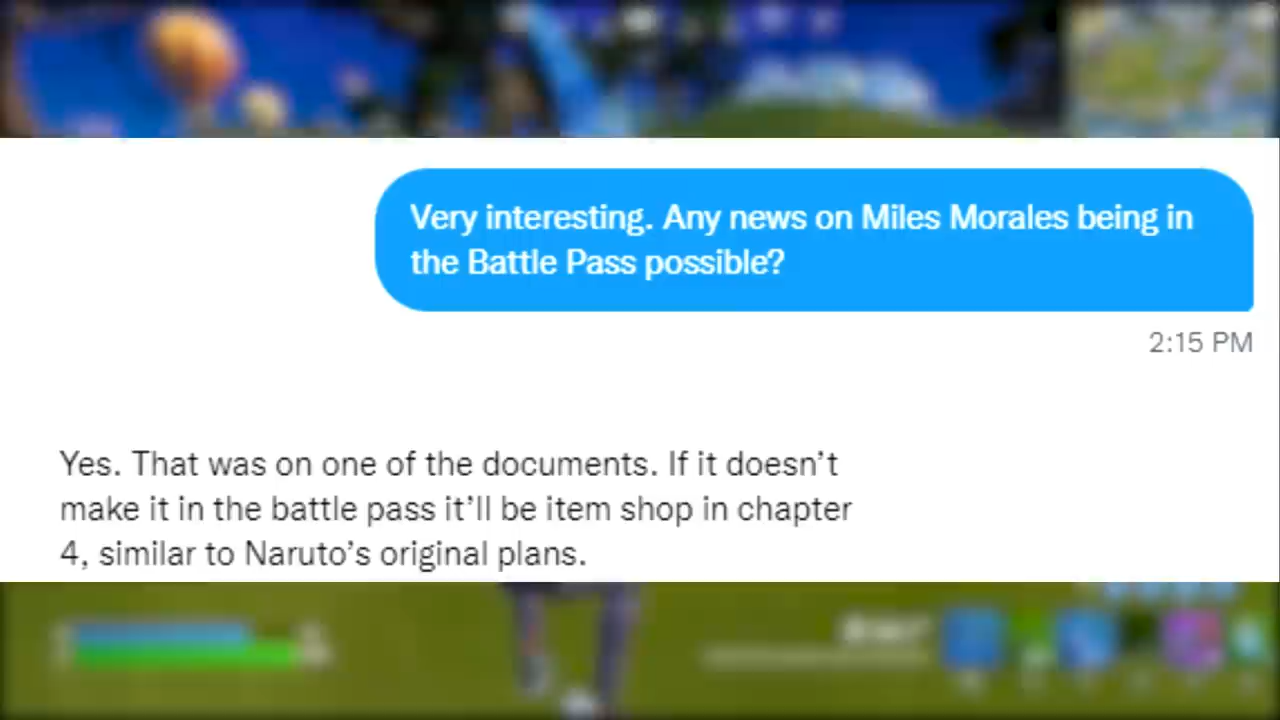 Very interesting. Any news on Miles Morales being in
the Battle Pass possible?
2:15 PM
Yes. That was on one of the documents. If it doesn’t
make it in the battle pass it’ll be item shop in chapter
4, similar to Naruto’s original plans.